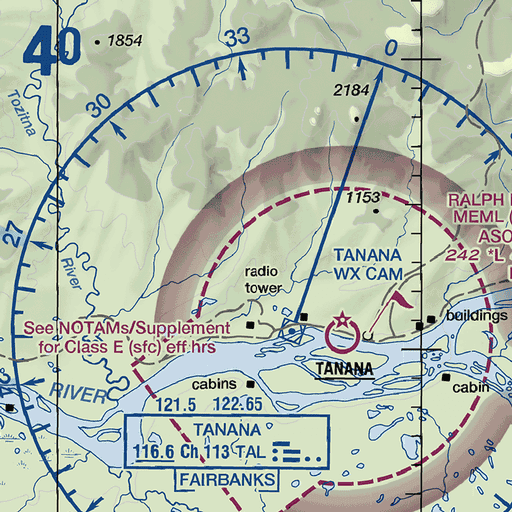 40
1854
33
0
2184
30
Tozitna
1153
RALPH
MEML
ASO
242 *L
27
TANANA
WX CAM
River
radio
tower
buildings
See NOTAMs/Supplement
for Class E (sfc) eff hrs
TANANA
RIVER
cabins
cabin
121.5 122.65
TANANA
116.6 Ch 113 TAL
FAIRBANKS